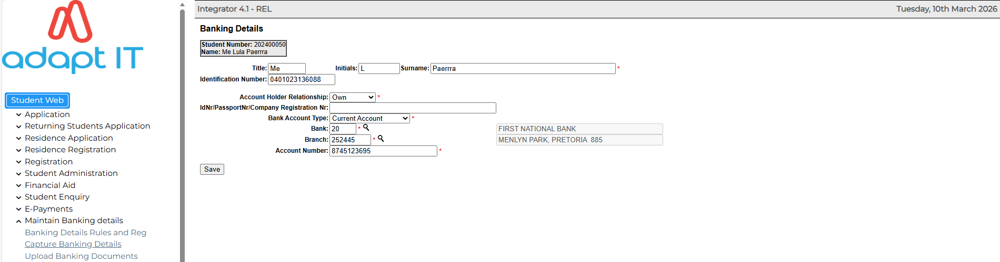 adapt IT
Student Web
Application
Returning Students Application
Residence Application
Residence Registration
Registration
Student Administration
Financial Aid
Student Enquiry
E-Payments
Maintain Banking details
Banking Details Rules and Reg
Capture Banking Details
Upload Banking Documents
Integrator 4.1 - REL Tuesday, 10th March 2026
Banking Details
Student Number: 202400050
Name: Me Lula Paerrra
Title: Me Initials: L Surname: Paerrra *
Identification Number: 0401023136088
Account Holder Relationship: Own *
IdNr/PassportNr/Company Registration Nr:
Bank Account Type: Current Account *
Bank: 20 * FIRST NATIONAL BANK
Branch: 252445 * MENLYN PARK, PRETORIA 885
Account Number: 8745123695 *
Save